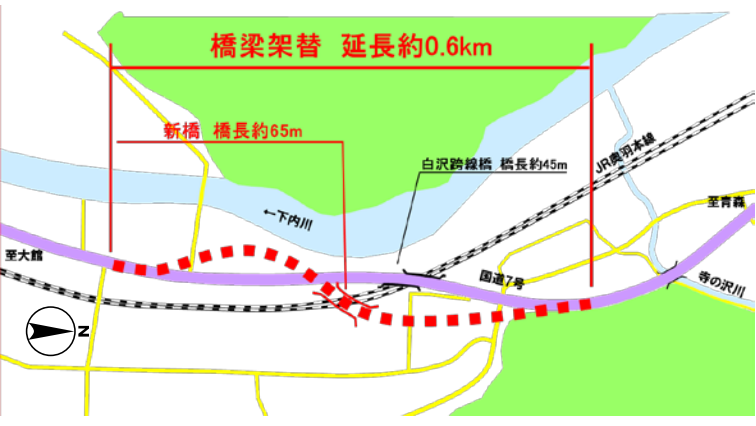 橋梁架替 延長約0.6km
新橋 橋長約65m
白沢跨線橋 橋長約45m
JR奥羽本線
至青森
←下内川
至大館
国道7号
寺の沢川
N